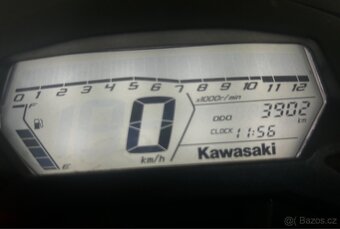 0 1 2 3 4 5 6 7 8 9 10 11 12
x1000r/min
F
0
km/h
ODO 3902 km
CLOCK 11:56
E
Kawasaki
Bazos.cz